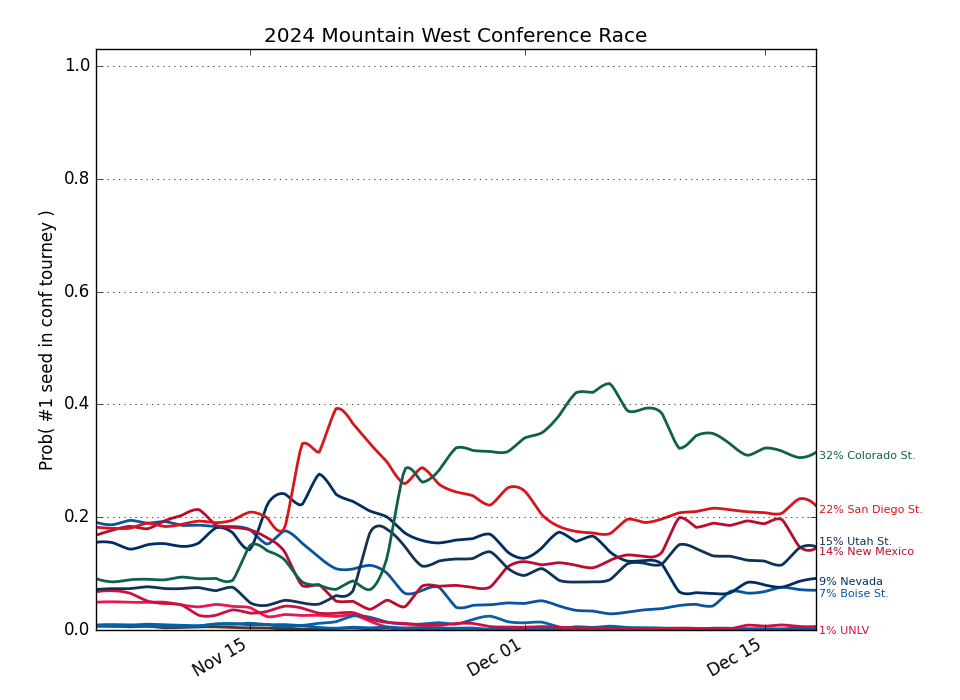 2024 Mountain West Conference Race
Prob( #1 seed in conf tourney )
1.0
0.8
0.6
0.4
0.2
0.0
Nov 15
Dec 01
Dec 15
32% Colorado St.
22% San Diego St.
15% Utah St.
14% New Mexico
9% Nevada
7% Boise St.
1% UNLV